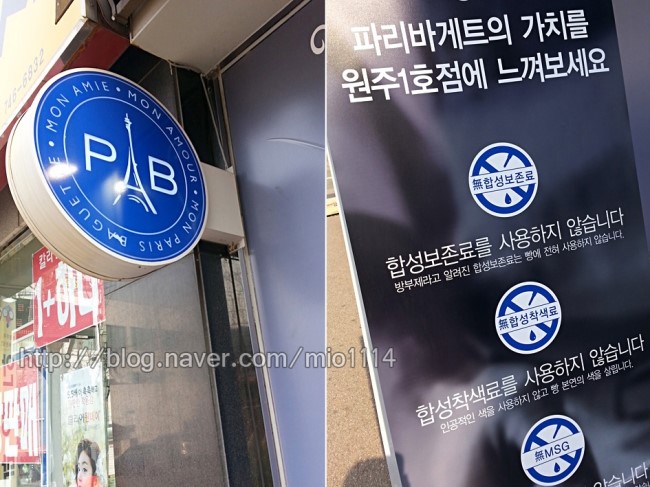 746-6832
MON AMIE • MON AMOUR • MON PARIS BAGUETTE •
P B
1+하나
파리바게트의 가치를
원주1호점에 느껴보세요
無합성보존료
합성보존료를 사용하지 않습니다
방부제라고 알려진 합성보존료는 빵에 전혀 사용하지 않습니다.
無합성착색료
합성착색료를 사용하지 않습니다
인공적인 색을 사용하지 않고 빵 본연의 색을 살립니다.
無MSG
http://blog.naver.com/mio1114